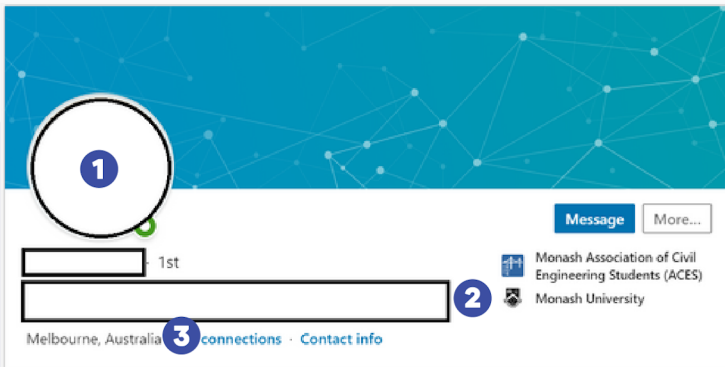 1
Message More...
· 1st
Monash Association of Civil
Engineering Students (ACES)
2
Monash University
Melbourne, Australia 3 connections · Contact info